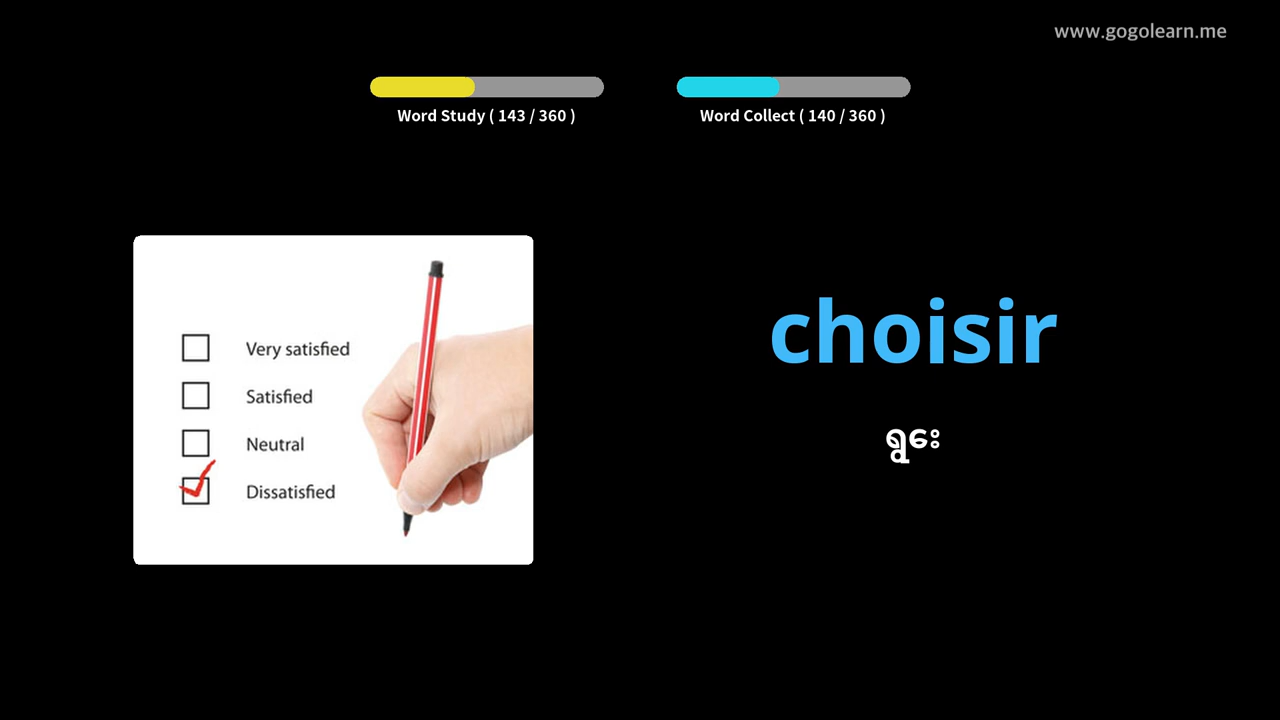 www.gogolearn.me
Word Study ( 143 / 360 )
Word Collect ( 140 / 360 )
Very satisfied
Satisfied
Neutral
Dissatisfied
choisir
ရွေး